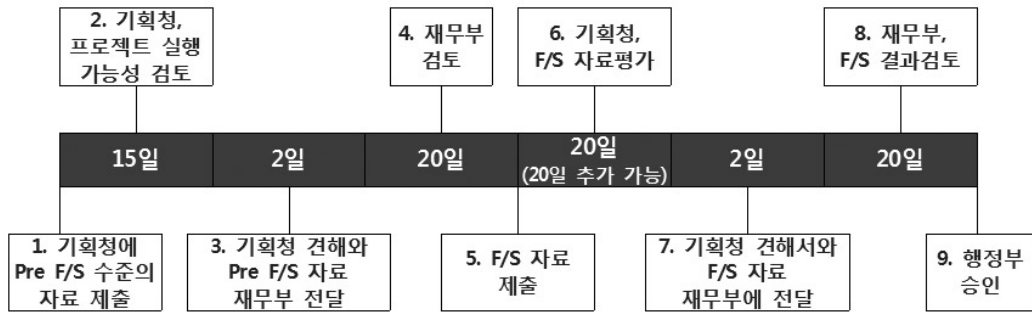 2. 기획청,
프로젝트 실행
가능성 검토
4. 재무부
검토
6. 기획청,
F/S 자료평가
8. 재무부,
F/S 결과검토
15일
2일
20일
20일
(20일 추가 가능)
2일
20일
1. 기획청에
Pre F/S 수준의
자료 제출
3. 기획청 견해와
Pre F/S 자료
재무부 전달
5. F/S 자료
제출
7. 기획청 견해서와
F/S 자료
재무부에 전달
9. 행정부
승인